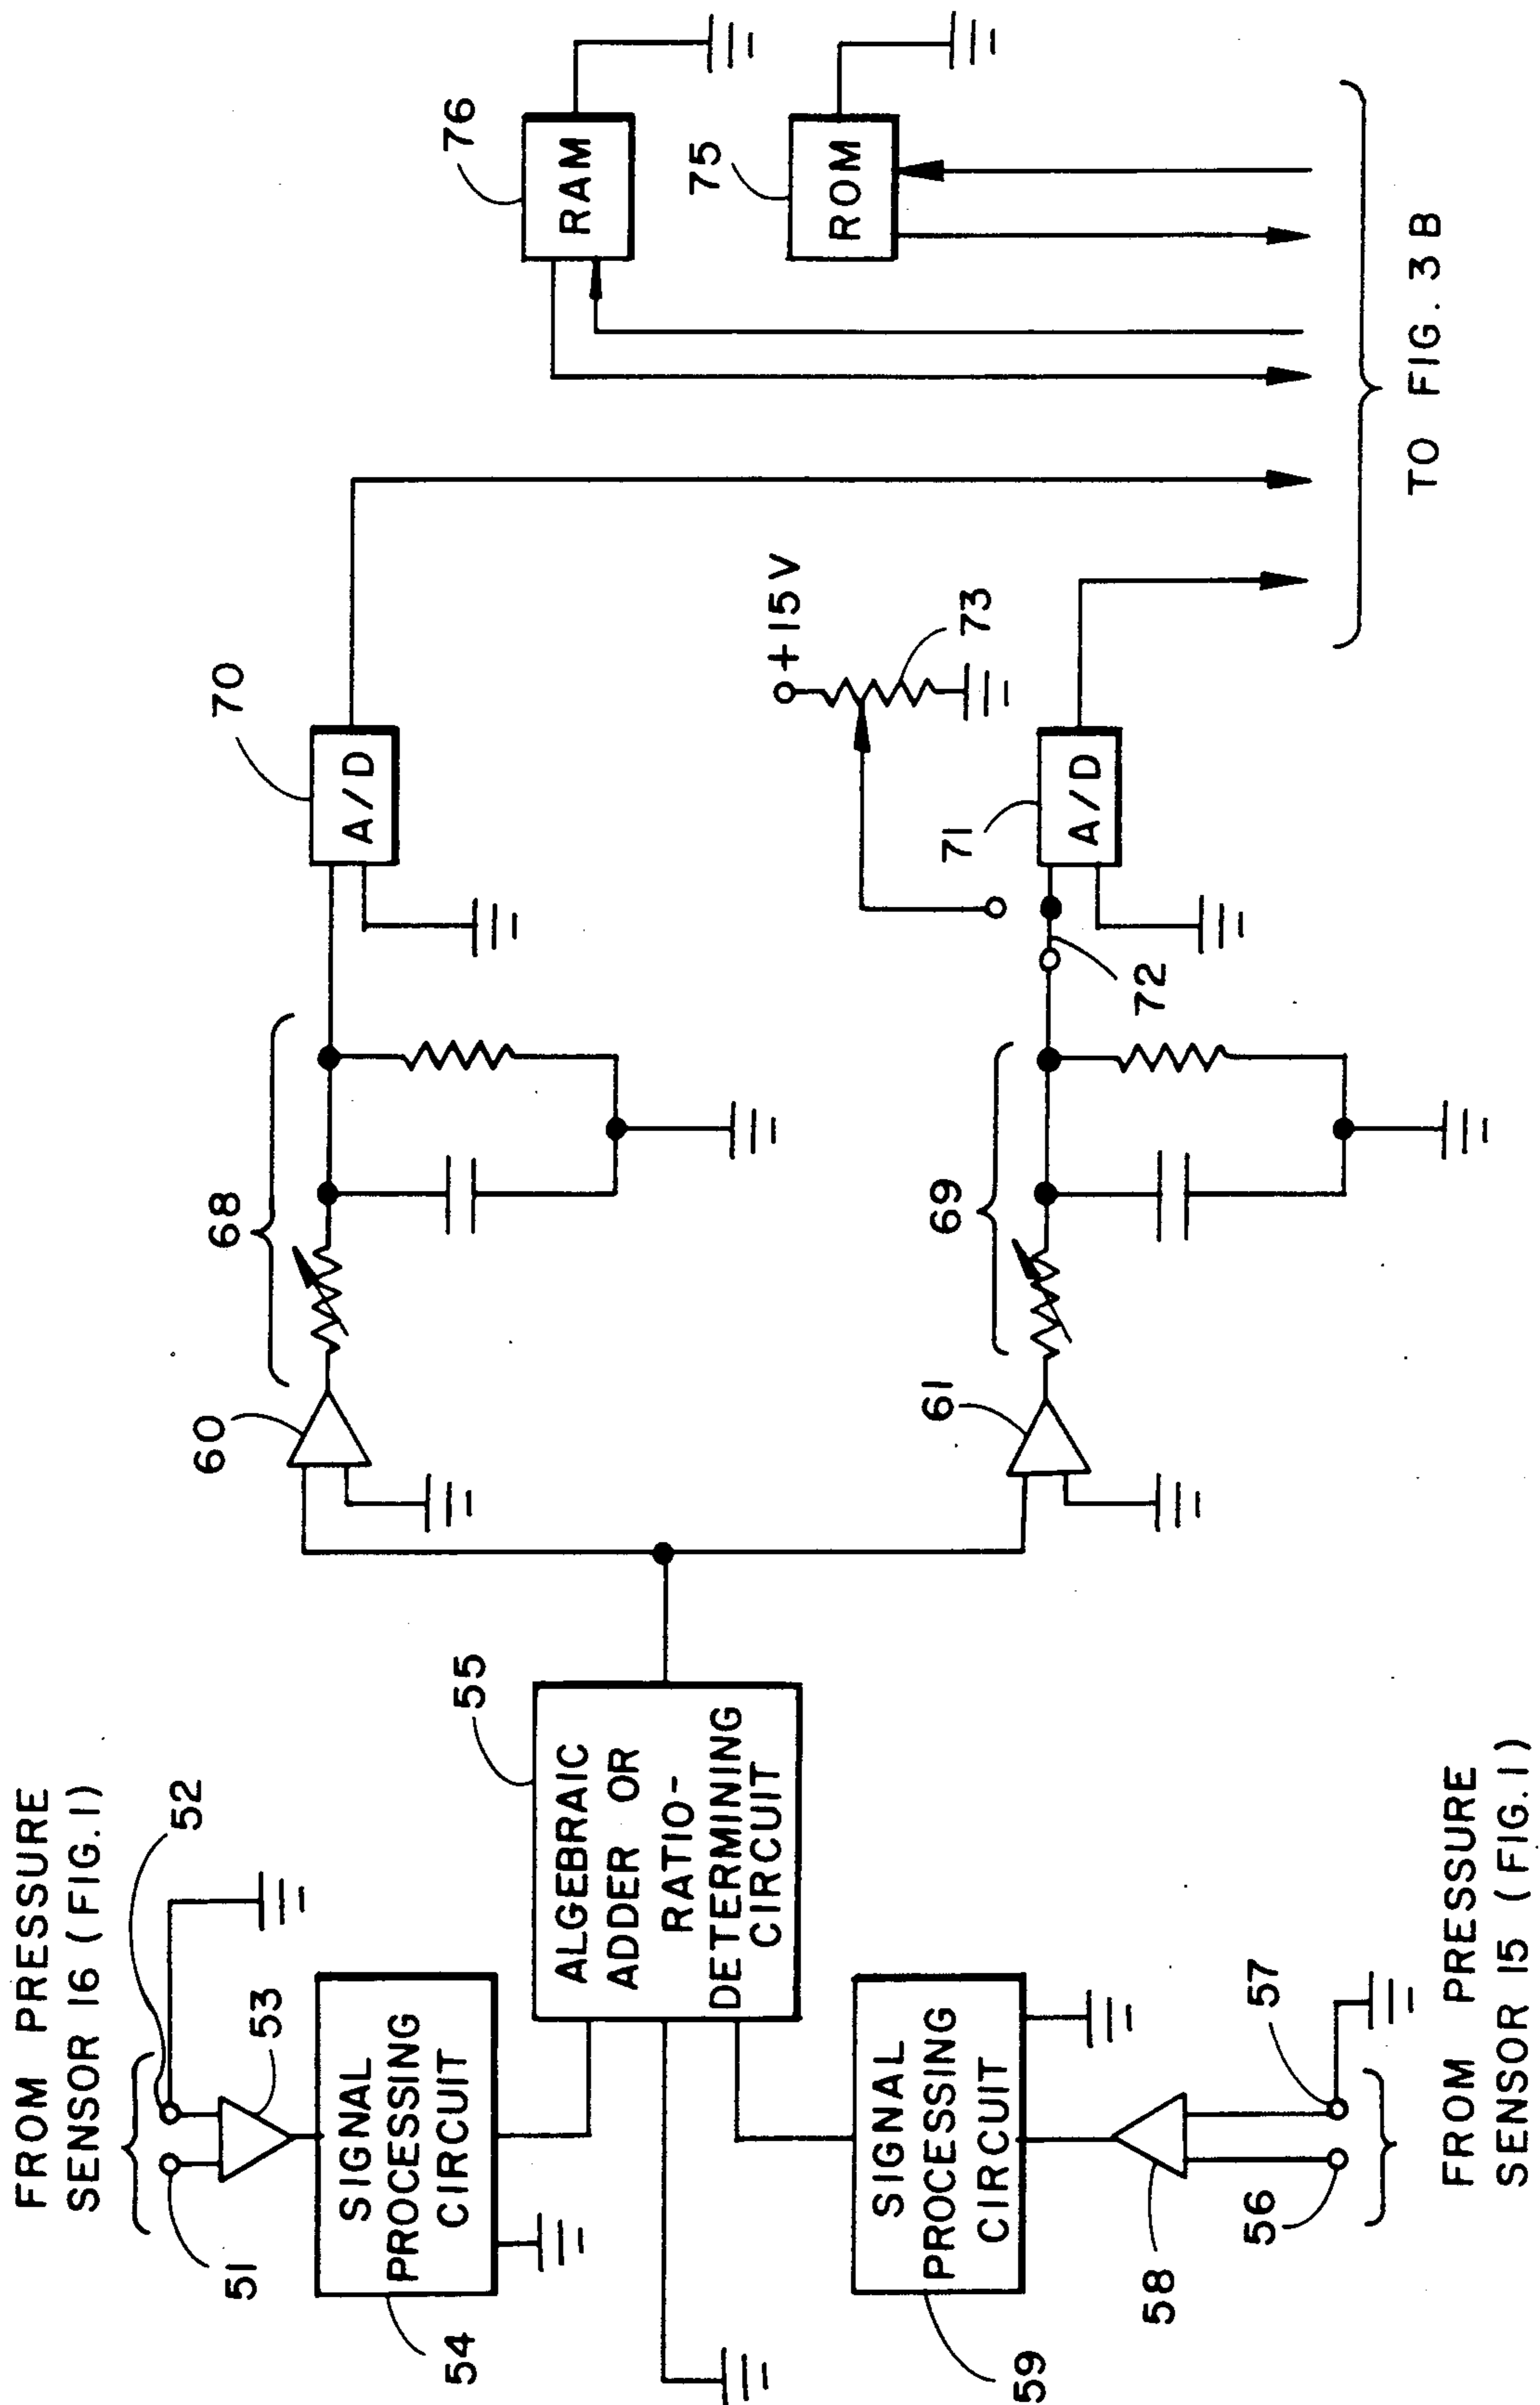 FROM PRESSURE
SENSOR 16 (FIG.1)
51
52
53
54
SIGNAL
PROCESSING
CIRCUIT
55
ALGEBRAIC
ADDER OR
RATIO-
DETERMINING
CIRCUIT
59
SIGNAL
PROCESSING
CIRCUIT
58
56
57
FROM PRESSURE
SENSOR 15 (FIG.1)
60
68
70
A/D
61
69
72
71
A/D
+15V
73
76
RAM
75
ROM
TO FIG. 3B